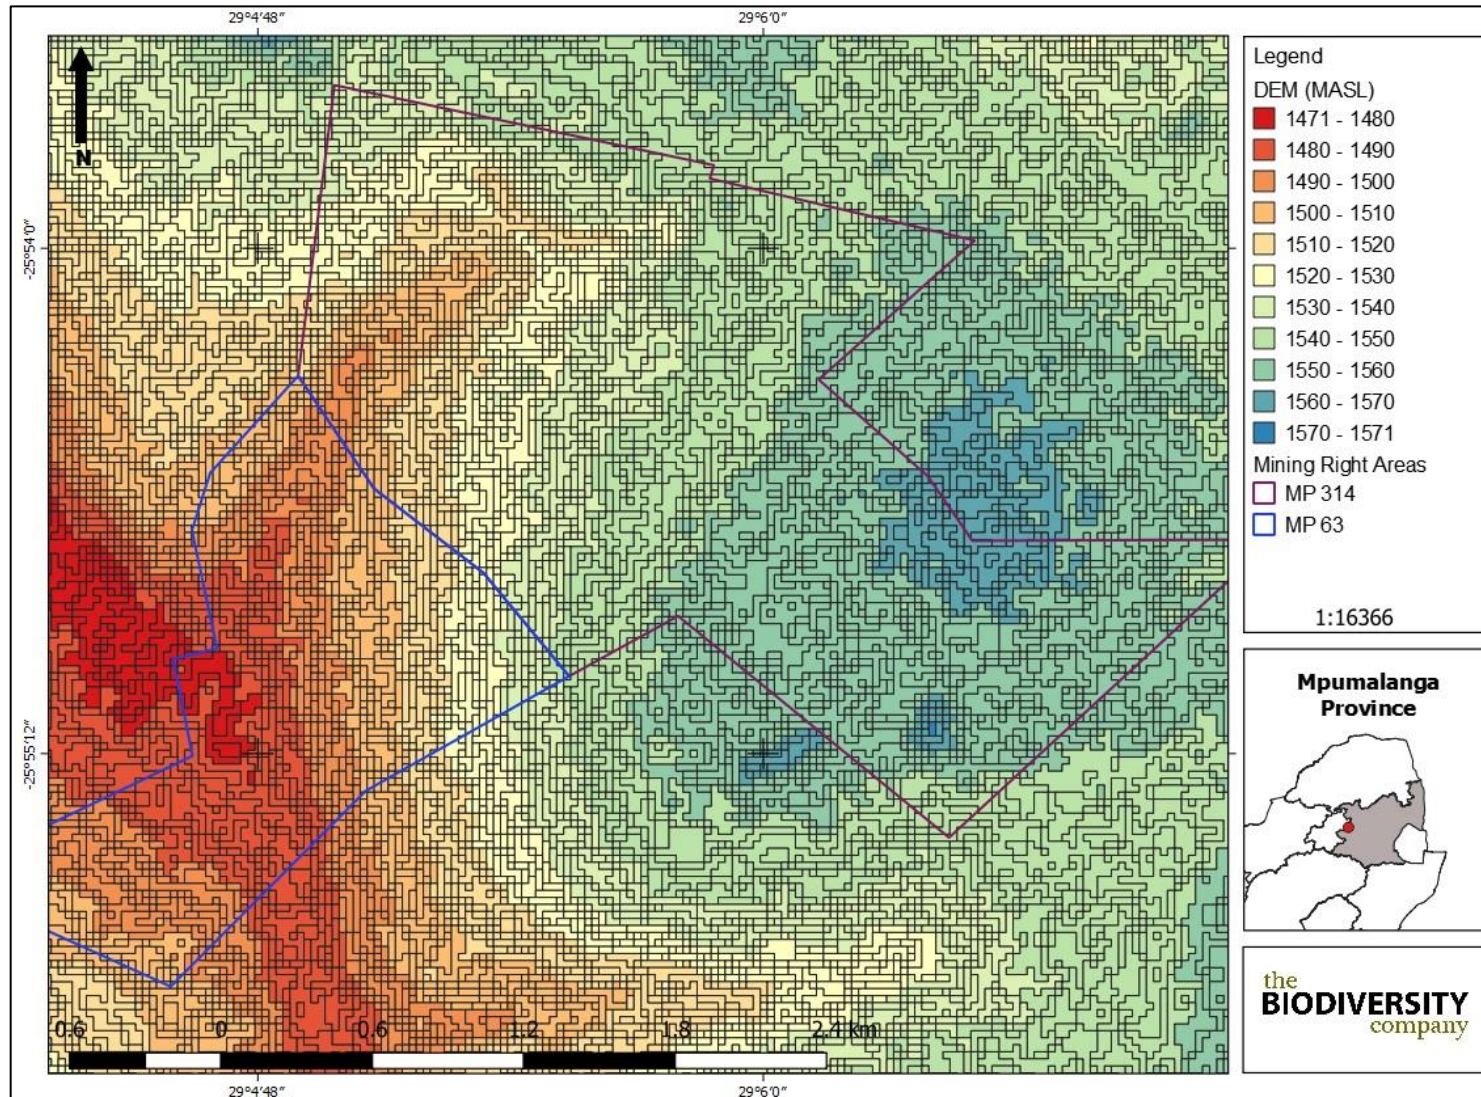 29°4′48″ 29°6′0″
N
-25°54′0″
-25°55′12″
0.6 0 0.6 1.2 1.8 2.4 km
29°4′48″ 29°6′0″
Legend
DEM (MASL)
1471 - 1480
1480 - 1490
1490 - 1500
1500 - 1510
1510 - 1520
1520 - 1530
1530 - 1540
1540 - 1550
1550 - 1560
1560 - 1570
1570 - 1571
Mining Right Areas
MP 314
MP 63
1:16366
Mpumalanga
Province
the
BIODIVERSITY
company